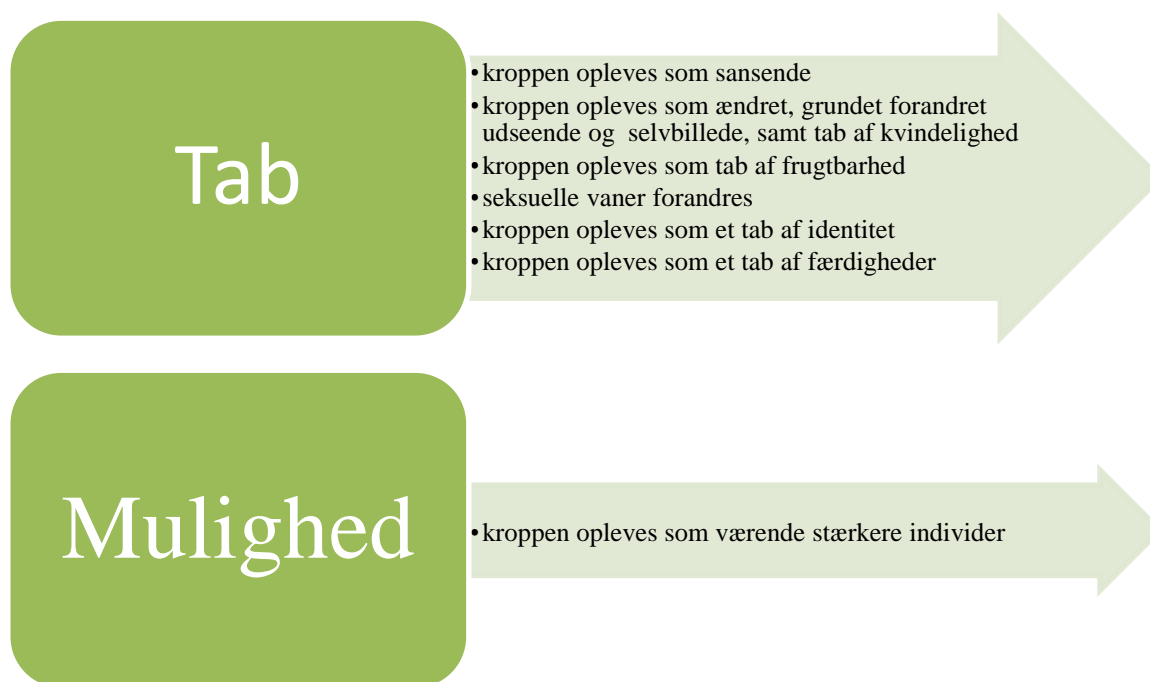 Tab
•kroppen opleves som sansende
•kroppen opleves som ændret, grundet forandret
udseende og  selvbillede, samt tab af kvindelighed
•kroppen opleves som tab af frugtbarhed
•seksuelle vaner forandres
•kroppen opleves som et tab af identitet
•kroppen opleves som et tab af færdigheder
Mulighed
•kroppen opleves som værende stærkere individer